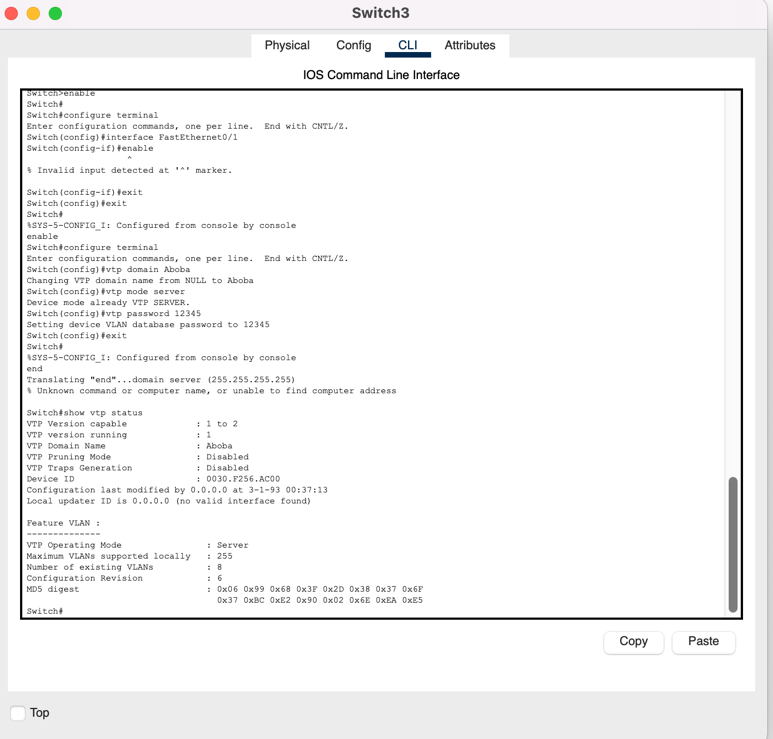 Switch3
Physical Config CLI Attributes
IOS Command Line Interface
Switch>enable
Switch#
Switch#configure terminal
Enter configuration commands, one per line.  End with CNTL/Z.
Switch(config)#interface FastEthernet0/1
Switch(config-if)#enable
^
% Invalid input detected at '^' marker.
Switch(config-if)#exit
Switch(config)#exit
Switch#
%SYS-5-CONFIG_I: Configured from console by console
enable
Switch#configure terminal
Enter configuration commands, one per line.  End with CNTL/Z.
Switch(config)#vtp domain Aboba
Changing VTP domain name from NULL to Aboba
Switch(config)#vtp mode server
Device mode already VTP SERVER.
Switch(config)#vtp password 12345
Setting device VLAN database password to 12345
Switch(config)#exit
Switch#
%SYS-5-CONFIG_I: Configured from console by console
end
Translating "end"...domain server (255.255.255.255)
% Unknown command or computer name, or unable to find computer address
Switch#show vtp status
VTP Version capable : 1 to 2
VTP version running : 1
VTP Domain Name : Aboba
VTP Pruning Mode : Disabled
VTP Traps Generation : Disabled
Device ID : 0030.F256.AC00
Configuration last modified by 0.0.0.0 at 3-1-93 00:37:13
Local updater ID is 0.0.0.0 (no valid interface found)
Feature VLAN :
--------------
VTP Operating Mode : Server
Maximum VLANs supported locally : 255
Number of existing VLANs : 8
Configuration Revision : 6
MD5 digest : 0x06 0x99 0x68 0x3F 0x2D 0x38 0x37 0x6F
0x37 0xBC 0xE2 0x90 0x02 0x6E 0xEA 0xE5
Switch#
Copy Paste
Top